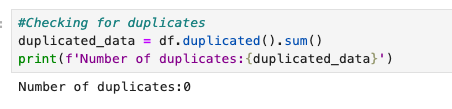 #Checking for duplicates
duplicated_data = df.duplicated().sum()
print(f'Number of duplicates:{duplicated_data}')
Number of duplicates:0